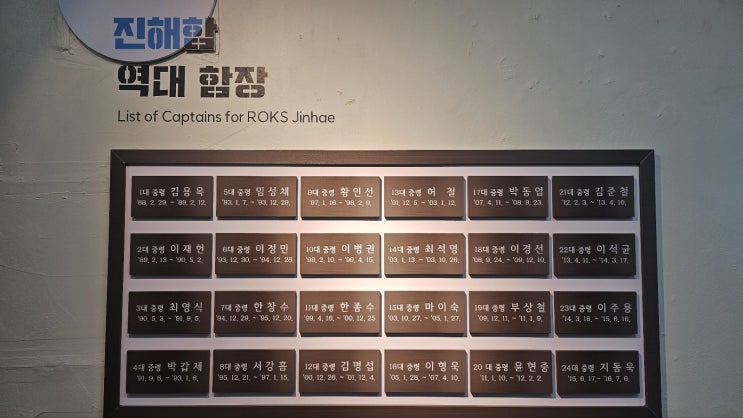 진해함
역대 함장
List of Captains for ROKS Jinhae
1대 중령 김용옥
'88, 2, 29, ~ '89, 2, 12,
2대 중령 이재헌
'89, 2, 13 ~ '90, 5, 2,
3대 중령 최영식
'90, 5, 3, ~ '91, 9, 5,
4대 중령 박갑제
'91, 9, 6, ~ '93, 1, 6,
5대 중령 임성채
'93, 1, 7, ~ '93, 12, 29,
6대 중령 이정민
'93, 12, 30, ~ '94, 12, 28,
7대 중령 한창수
'94, 12, 29, ~ '95, 12, 20,
8대 중령 서강흠
'95, 12, 21, ~ '97, 1, 15,
9대 중령 황인선
'97, 1, 16 ~ '98, 2, 9,
10대 중령 이병권
'98, 2, 10, ~ '99, 4, 15,
11대 중령 한종수
'99, 4, 16, ~ '00, 12, 25
12대 중령 김명섭
'00, 12, 26, ~ '01, 12, 4,
13대 중령 허철
'01, 12, 5, ~ '03, 1, 12,
14대 중령 최석영
'03, 1, 13, ~ '03, 10, 26,
15대 중령 마이숙
'03, 10, 27, ~ '05, 1, 27,
16대 중령 이형욱
'05, 1, 28, ~ '07, 4, 10,
17대 중령 박동업
'07, 4, 11, ~ '08, 9, 23,
18대 중령 이경선
'08, 9, 24, ~ '09, 12, 10,
19대 중령 부상철
'09, 12, 11, ~ '11, 1, 9,
20 대 중령 윤현중
'11, 1, 10, ~ '12, 2, 2,
21대 중령 김준철
'12, 2, 3, ~ '13, 4, 10,
22대 중령 이석균
'13, 4, 11, ~ '14, 3, 17,
23대 중령 이주용
'14, 3, 18, ~ '15, 6, 16,
24대 중령 지동욱
'15, 6, 17, ~ '16, 7, 6,